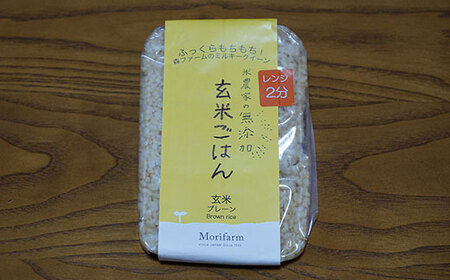 ふっくらもちもち！
森ファームのミルキークイーン
レンジ
2分
米農家の無添加
玄米ごはん
玄米
プレーン
Brown rice
Morifarm